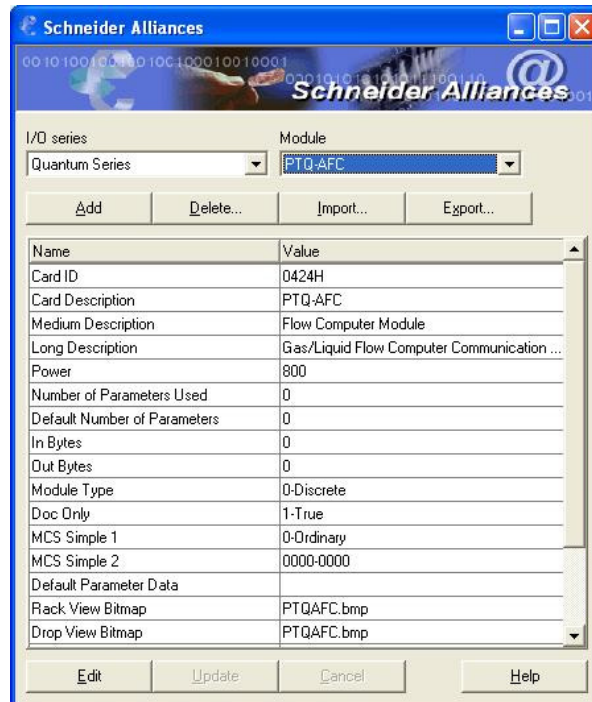 Schneider Alliances
Schneider Alliances
I/O series Module
Quantum Series PTQ-AFC
Add Delete... Import... Export...
Name Value
Card ID 0424H
Card Description PTQ-AFC
Medium Description Flow Computer Module
Long Description Gas/Liquid Flow Computer Communication ...
Power 800
Number of Parameters Used 0
Default Number of Parameters 0
In Bytes 0
Out Bytes 0
Module Type 0-Discrete
Doc Only 1-True
MCS Simple 1 0-Ordinary
MCS Simple 2 0000-0000
Default Parameter Data
Rack View Bitmap PTQAFC.bmp
Drop View Bitmap PTQAFC.bmp
Edit Update Cancel Help